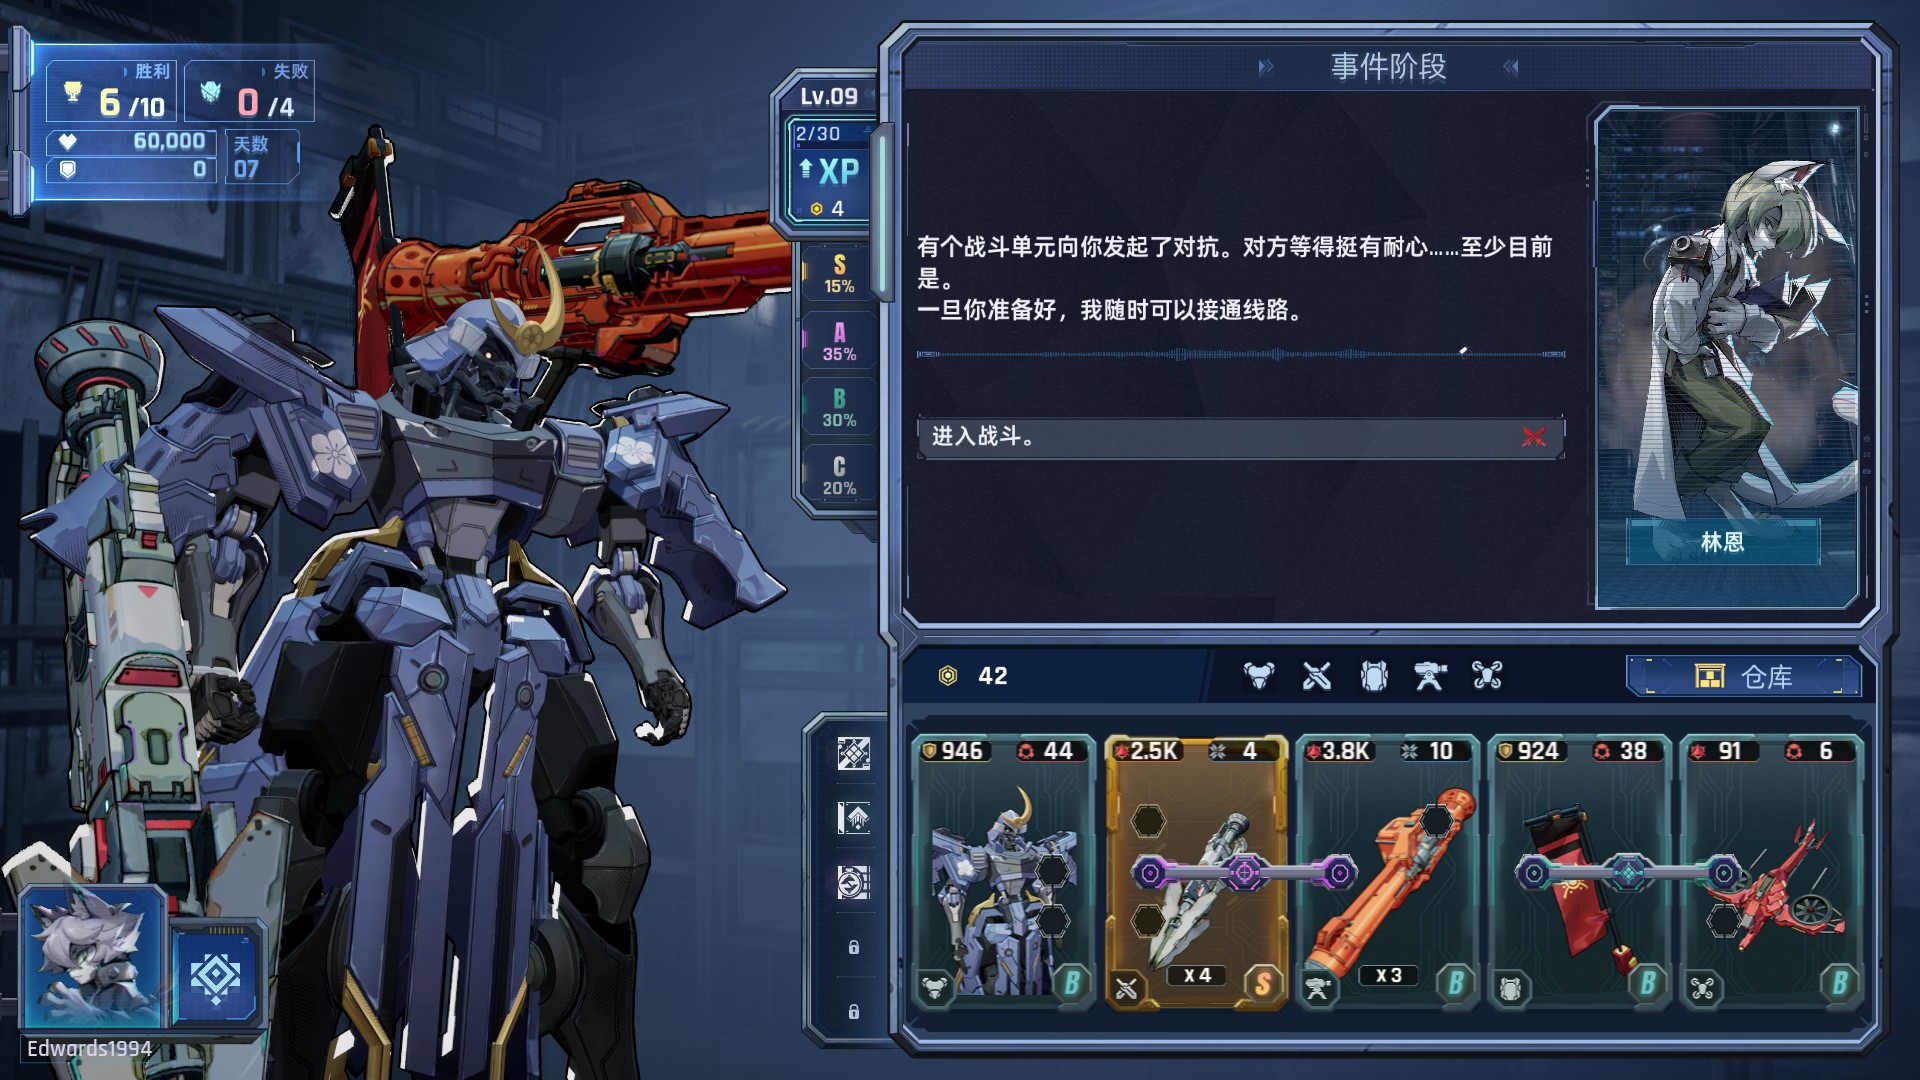 胜利
6/10
失败
0/4
60,000
0
天数
07
Lv.09
2/30
XP
4
S
15%
A
35%
B
30%
C
20%
事件阶段
有个战斗单元向你发起了对抗。对方等得挺有耐心……至少目前
是。
一旦你准备好，我随时可以接通线路。
进入战斗。
林恩
42
仓库
946 44
2.5K 4
3.8K 10
924 38
91 6
B
x4
S
x3
B
B
B
Edwards1994